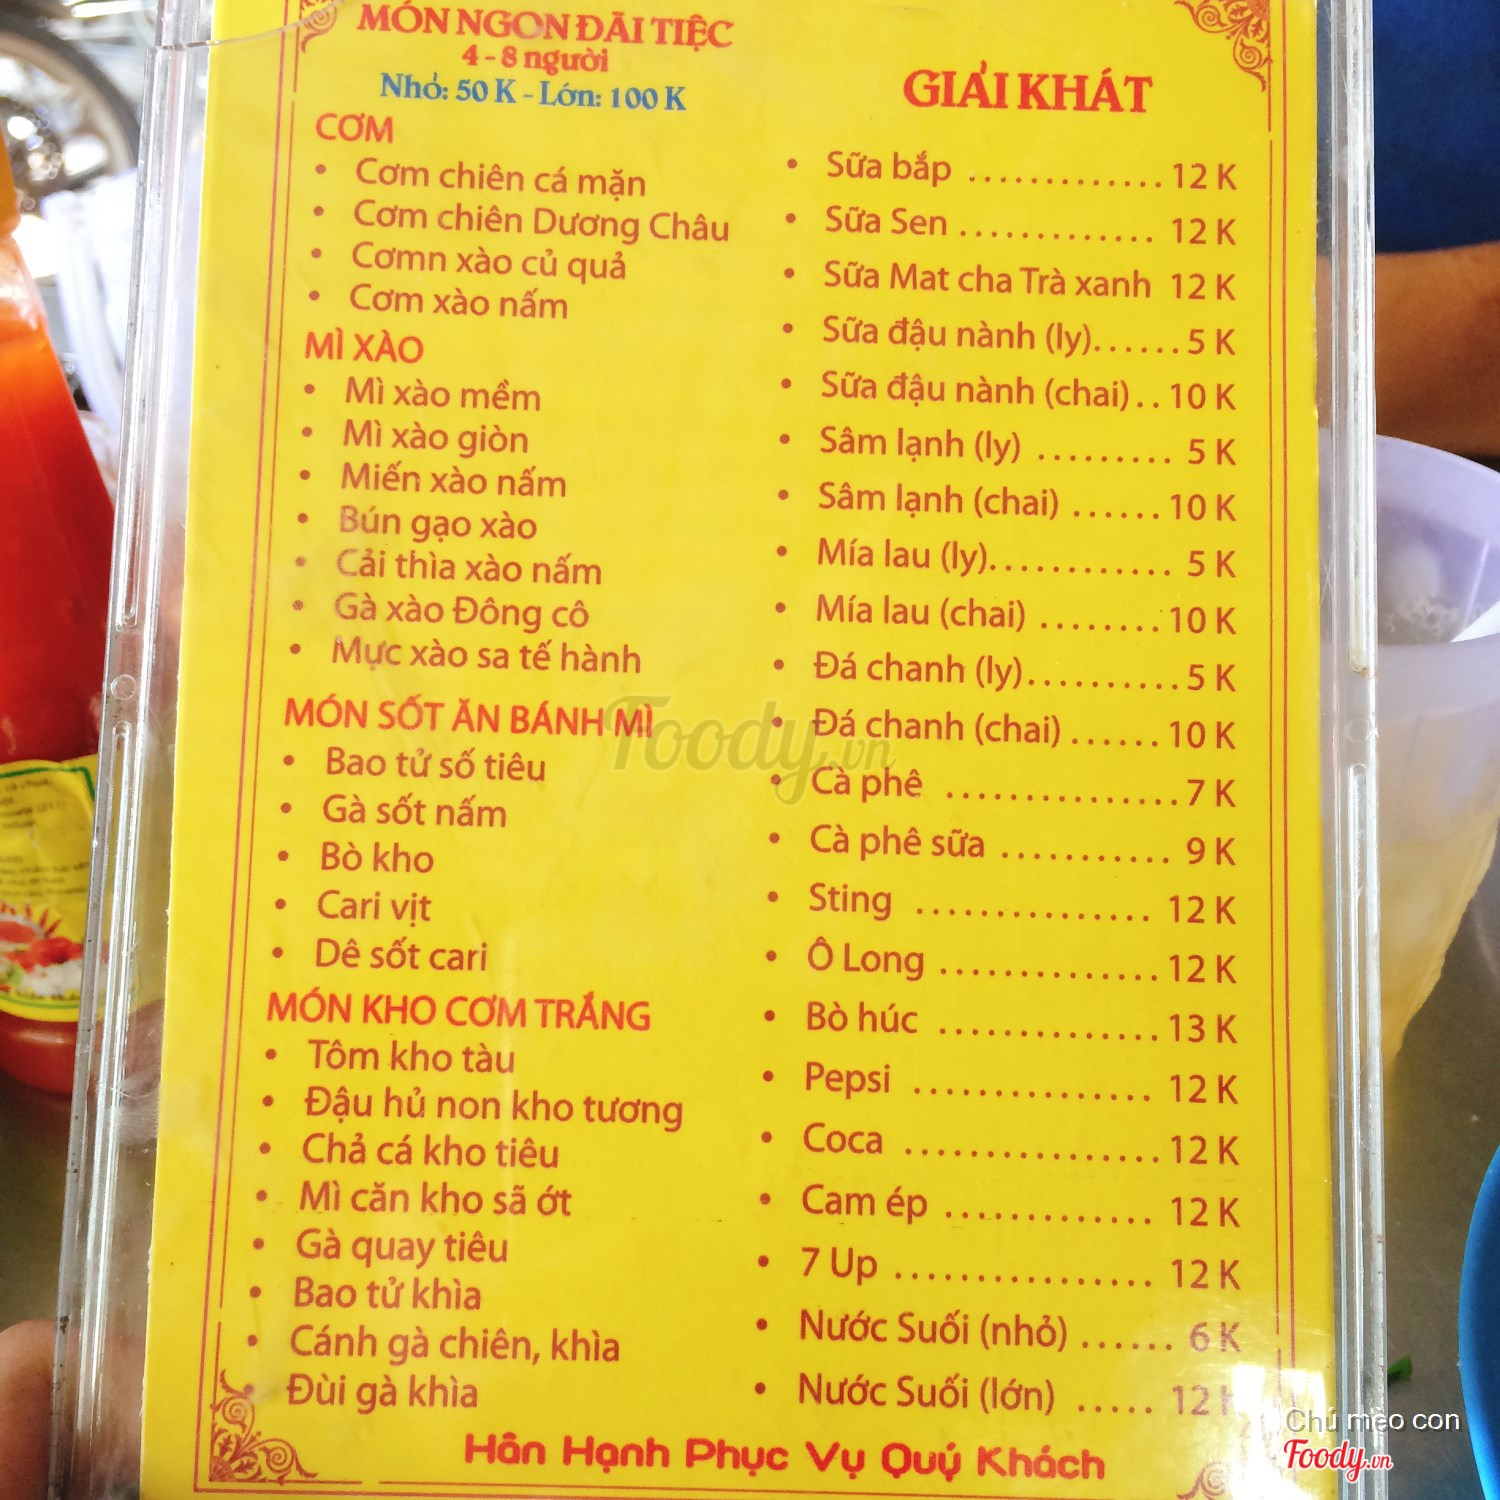 MÓN NGON ĐÃI TIỆC
4 - 8 người
Nhỏ: 50 K - Lớn: 100 K
CƠM
• Cơm chiên cá mặn
• Cơm chiên Dương Châu
• Cơmn xào củ quả
• Cơm xào nấm
MÌ XÀO
• Mì xào mềm
• Mì xào giòn
• Miến xào nấm
• Bún gạo xào
• Cải thìa xào nấm
• Gà xào Đông cô
• Mực xào sa tế hành
MÓN SỐT ĂN BÁNH MÌ
• Bao tử số tiêu
• Gà sốt nấm
• Bò kho
• Cari vịt
• Dê sốt cari
MÓN KHO CƠM TRẮNG
• Tôm kho tàu
• Đậu hủ non kho tương
• Chả cá kho tiêu
• Mì căn kho sã ớt
• Gà quay tiêu
• Bao tử khìa
• Cánh gà chiên, khìa
• Đùi gà khìa
GIẢI KHÁT
• Sữa bắp ............. 12 K
• Sữa Sen ............. 12 K
• Sữa Mat cha Trà xanh 12 K
• Sữa đậu nành (ly)...... 5 K
• Sữa đậu nành (chai) .. 10 K
• Sâm lạnh (ly) ......... 5 K
• Sâm lạnh (chai) ...... 10 K
• Mía lau (ly)............ 5 K
• Mía lau (chai) ........ 10 K
• Đá chanh (ly).......... 5 K
• Đá chanh (chai) ...... 10 K
• Cà phê ............... 7 K
• Cà phê sữa ........... 9 K
• Sting ............... 12 K
• Ô Long .............. 12 K
• Bò húc .............. 13 K
• Pepsi ............... 12 K
• Coca ................ 12 K
• Cam ép ............. 12 K
• 7 Up ................ 12 K
• Nước Suối (nhỏ) ...... 6 K
• Nước Suối (lớn) ..... 12 K
Hân Hạnh Phục Vụ Quý Khách
Foody.vn
Chú mèo con
Foody.vn